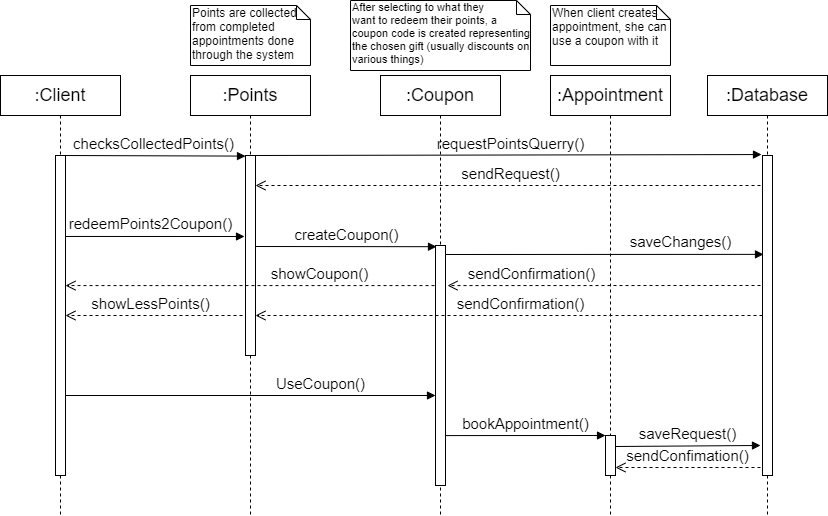 Points are collected
from completed
appointments done
through the system
After selecting to what they
want to redeem their points, a
coupon code is created representing
the chosen gift (usually discounts on
various things)
When client creates
appointment, she can
use a coupon with it
:Client
:Points
:Coupon
:Appointment
:Database
checksCollectedPoints()
requestPointsQuerry()
sendRequest()
redeemPoints2Coupon()
createCoupon()
saveChanges()
showCoupon()
sendConfirmation()
showLessPoints()
sendConfirmation()
UseCoupon()
bookAppointment()
saveRequest()
sendConfimation()